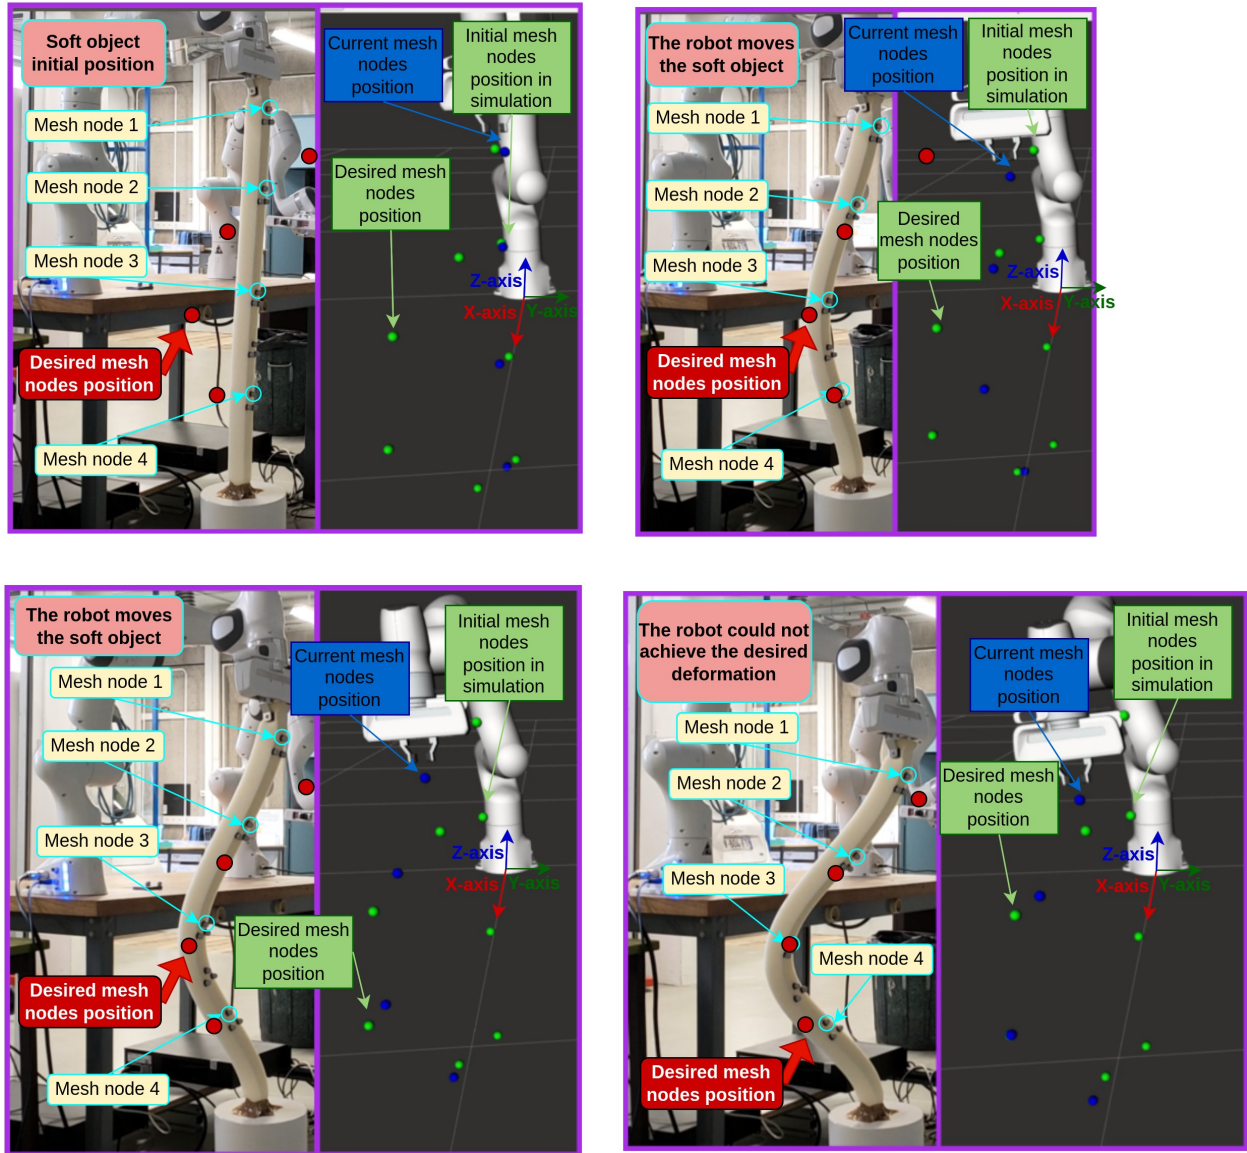 Soft object
initial position
Mesh node 1
Mesh node 2
Mesh node 3
Desired mesh
nodes position
Mesh node 4
Current mesh
nodes
position
Initial mesh
nodes
position in
simulation
Desired mesh
nodes
position
Z-axis
X-axis
Y-axis
The robot moves
the soft object
Mesh node 1
Mesh node 2
Mesh node 3
Desired mesh
nodes position
Mesh node 4
Current mesh
nodes
position
Initial mesh
nodes
position in
simulation
Desired
mesh nodes
position
Z-axis
X-axis
Y-axis
The robot moves
the soft object
Mesh node 1
Mesh node 2
Mesh node 3
Desired mesh
nodes position
Mesh node 4
Current mesh
nodes
position
Initial mesh
nodes
position in
simulation
Desired mesh
nodes
position
Z-axis
X-axis
Y-axis
The robot could not
achieve the desired
deformation
Mesh node 1
Mesh node 2
Mesh node 3
Mesh node 4
Desired mesh
nodes position
Current mesh
nodes
position
Initial mesh
nodes
position in
simulation
Desired mesh
nodes
position
Z-axis
X-axis
Y-axis